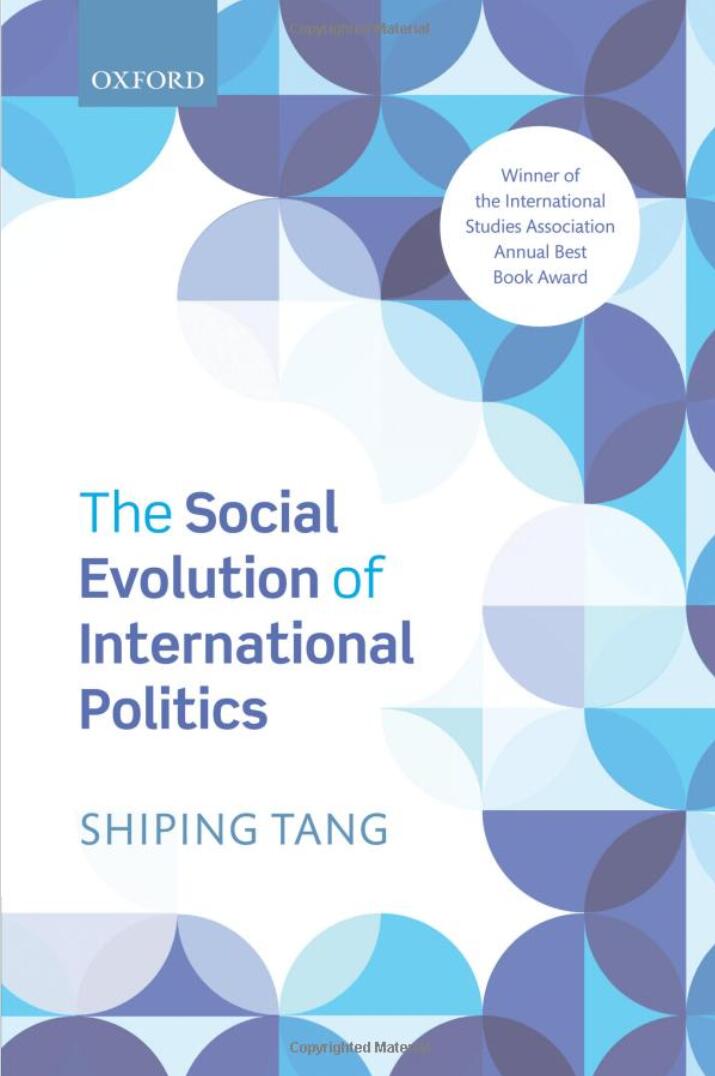 Copyrighted Material
OXFORD
Winner of
the International
Studies Association
Annual Best
Book Award
The Social
Evolution of
International
Politics
SHIPING TANG
Copyrighted Material